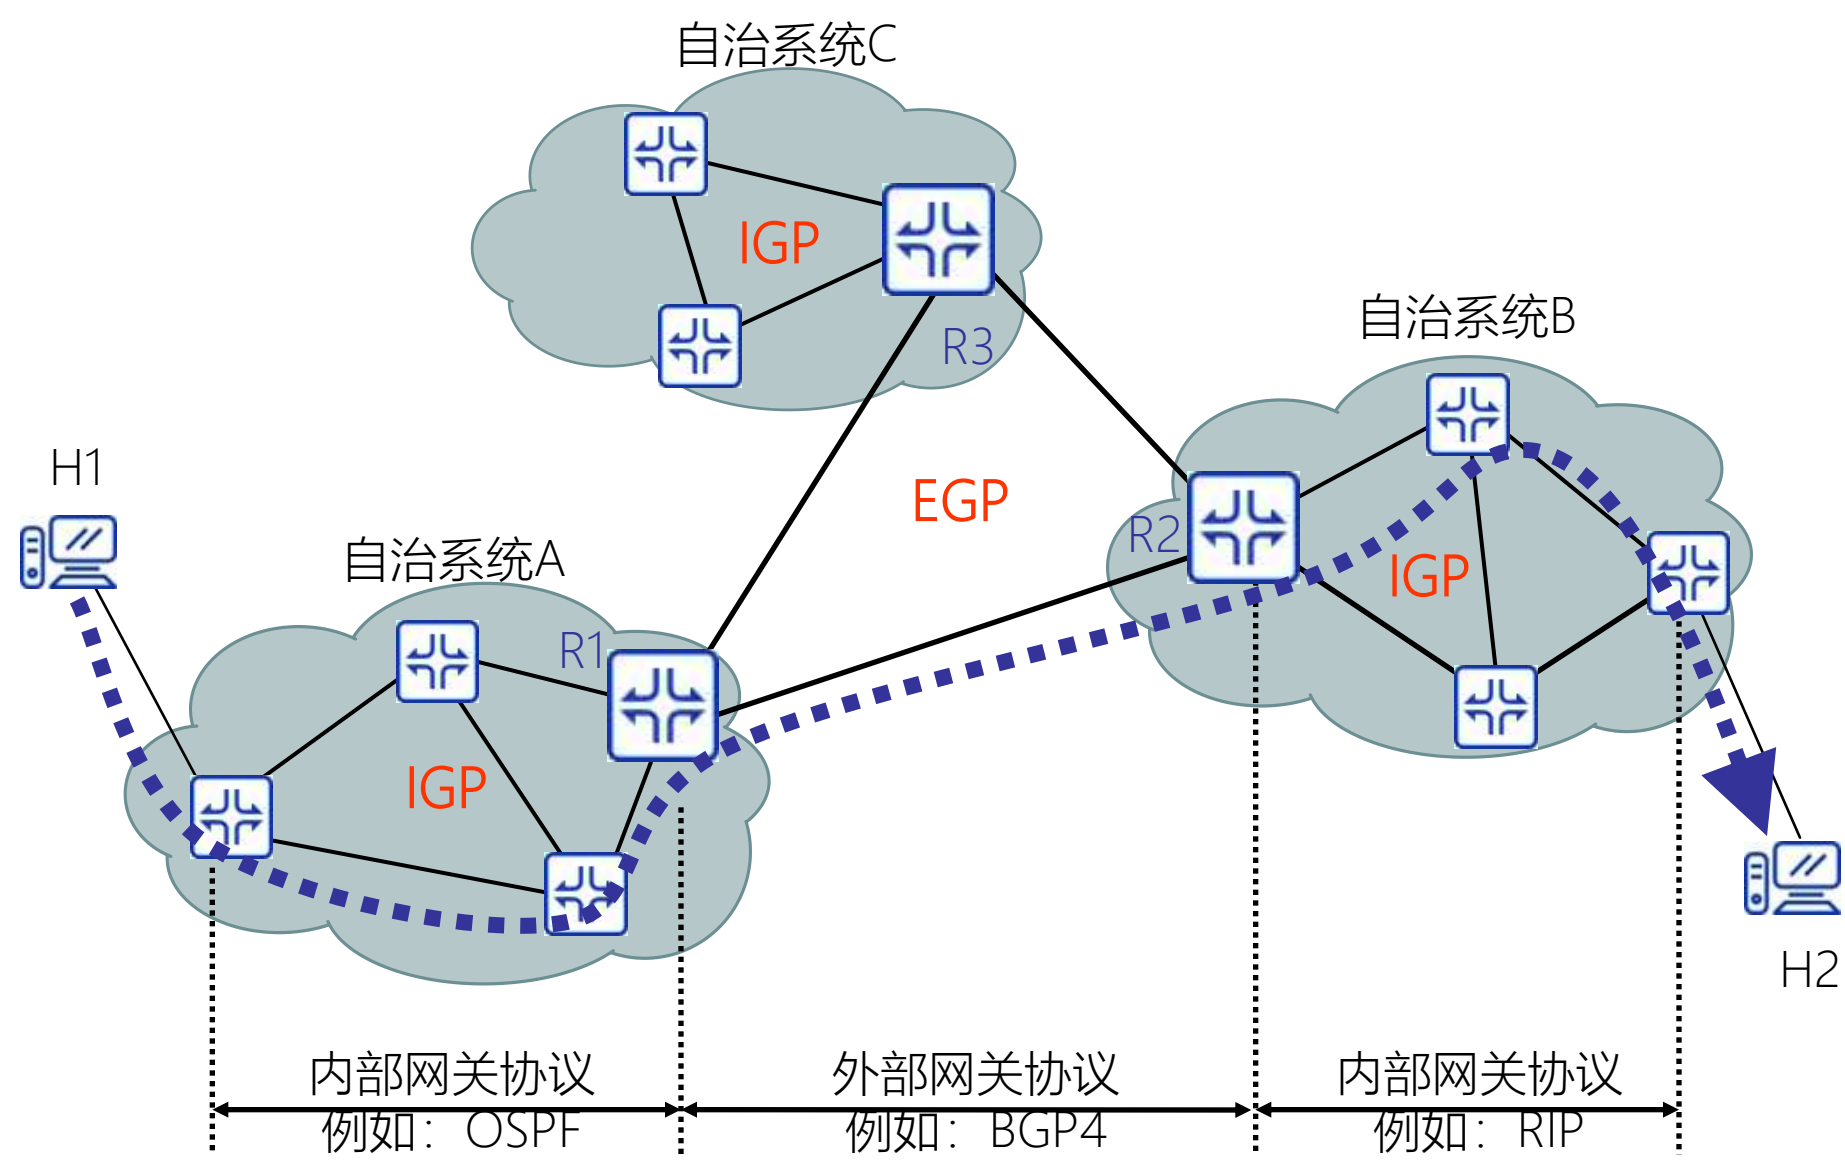 自治系统C
IGP
R3
自治系统B
H1
EGP
R2
自治系统A
IGP
R1
IGP
H2
内部网关协议
例如：OSPF
外部网关协议
例如：BGP4
内部网关协议
例如：RIP